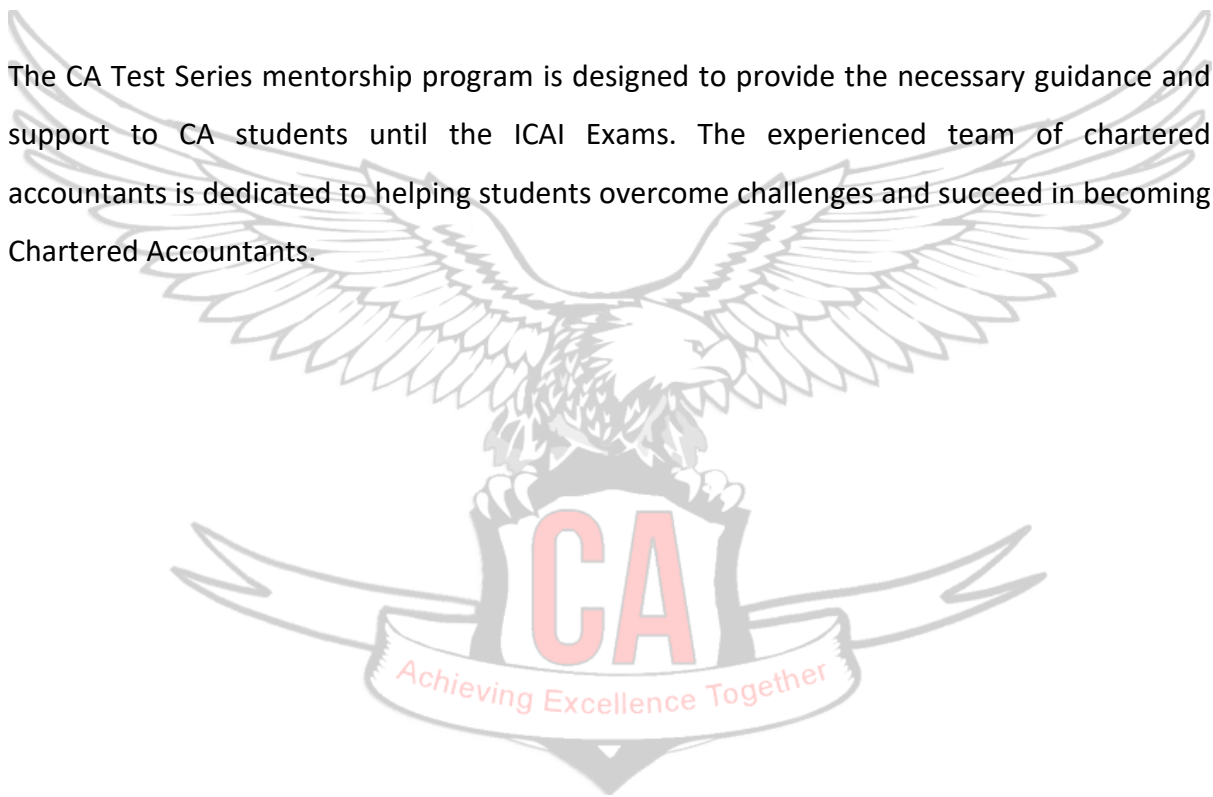 The CA Test Series mentorship program is designed to provide the necessary guidance and
support to CA students until the ICAI Exams. The experienced team of chartered
accountants is dedicated to helping students overcome challenges and succeed in becoming
Chartered Accountants.
CA
Achieving Excellence Together